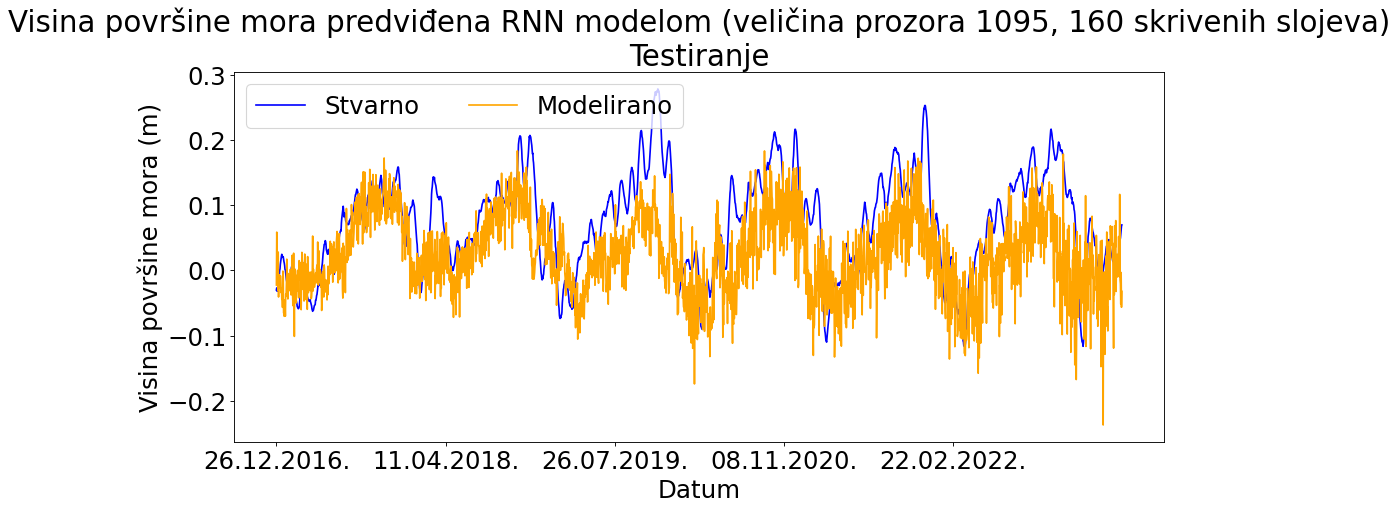 Visina površine mora predviđena RNN modelom (veličina prozora 1095, 160 skrivenih slojeva)
Testiranje
Stvarno
Modelirano
Visina površine mora (m)
0.3
0.2
0.1
0.0
−0.1
−0.2
26.12.2016.
11.04.2018.
26.07.2019.
08.11.2020.
22.02.2022.
Datum